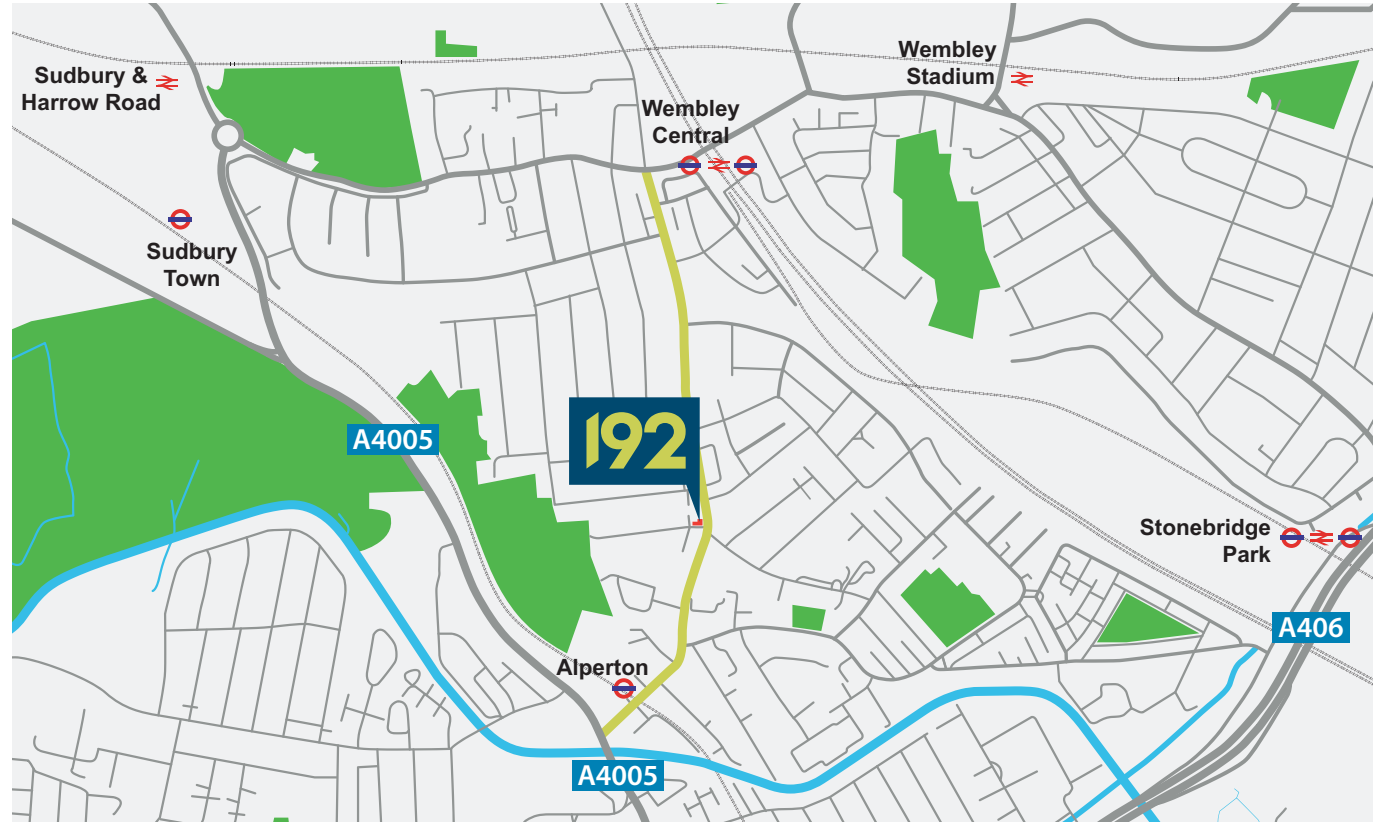 Sudbury &
Harrow Road
Wembley
Stadium
Wembley
Central
Sudbury
Town
A4005
192
Stonebridge
Park
A406
Alperton
A4005